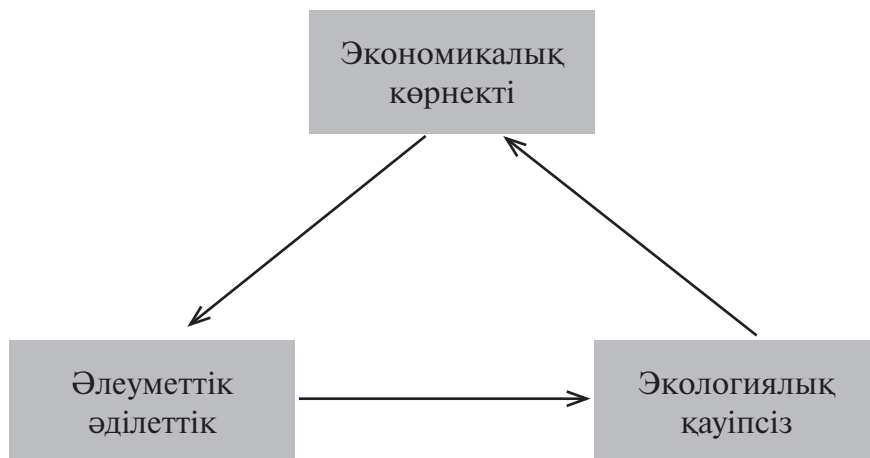 Экономикалық
көрнекті
Әлеуметтік
әділеттік
Экологиялық
қауіпсіз